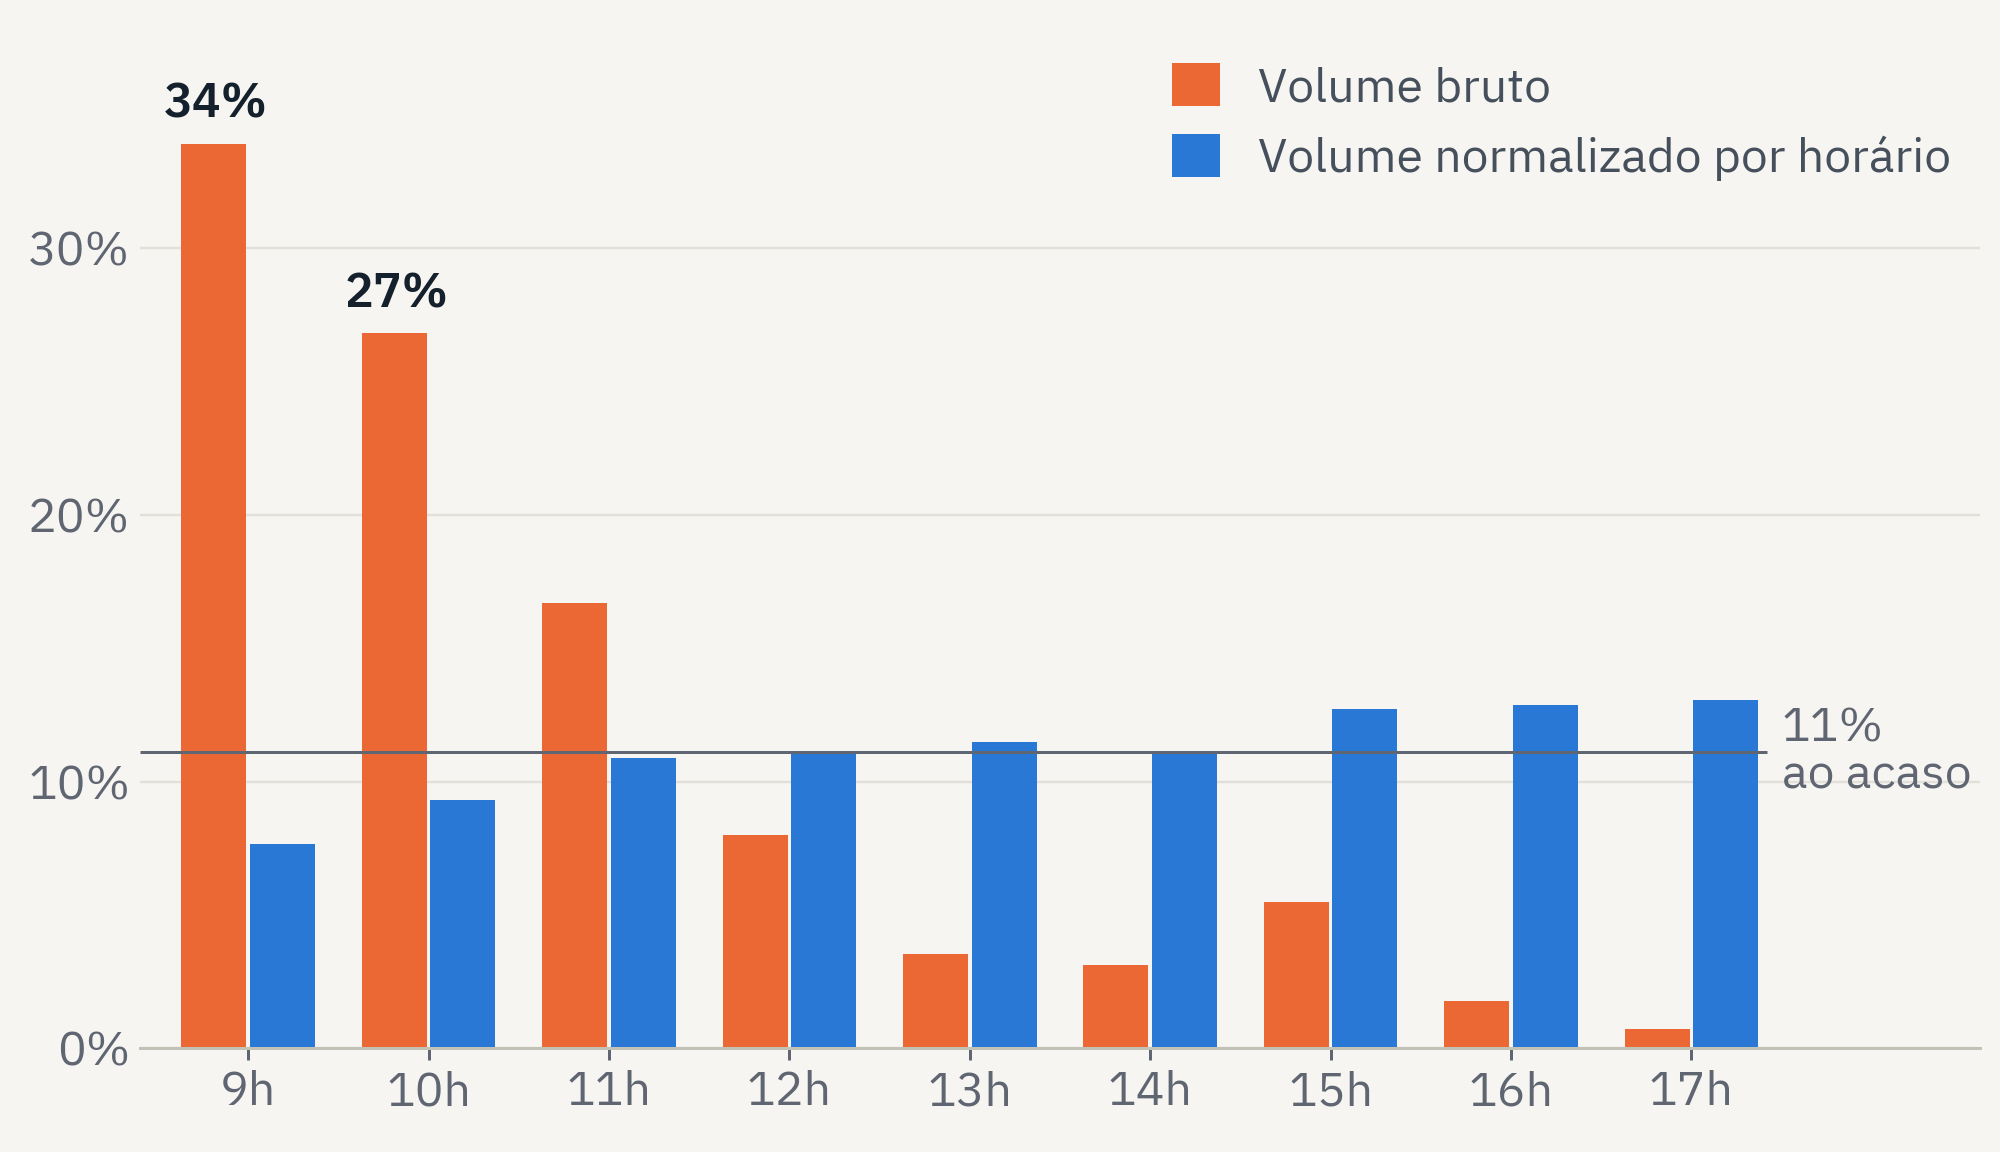 Volume bruto
Volume normalizado por horário
34%
27%
30%
20%
10%
0%
11%
ao acaso
9h
10h
11h
12h
13h
14h
15h
16h
17h